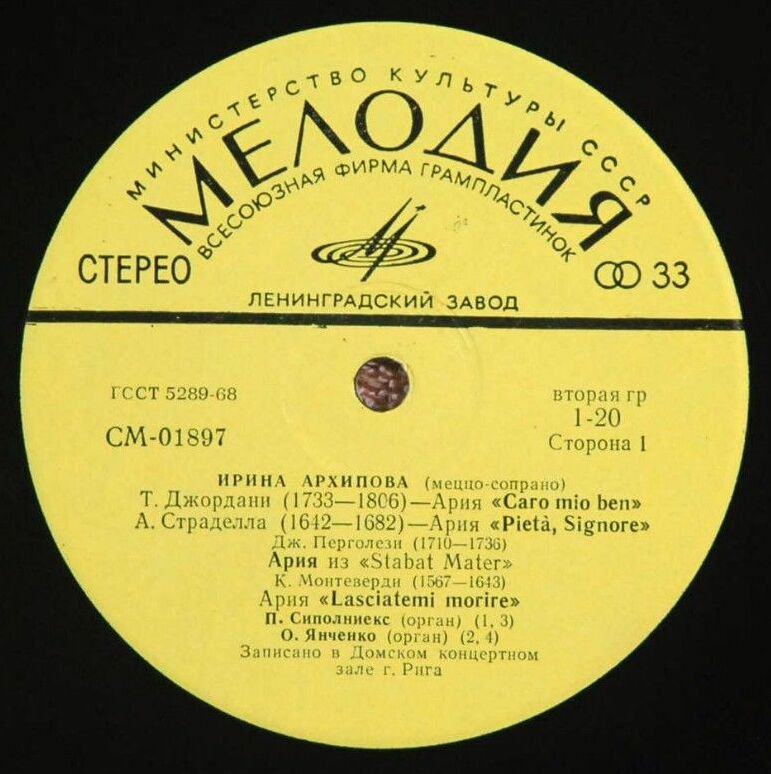 МИНИСТЕРСТВО КУЛЬТУРЫ СССР
МЕЛОДИЯ
ВСЕСОЮЗНАЯ ФИРМА ГРАМПЛАСТИНОК
СТЕРЕО
33
ЛЕНИНГРАДСКИЙ ЗАВОД
ГССТ 5289-68
вторая гр
1-20
СМ-01897
Сторона 1
ИРИНА АРХИПОВА (меццо-сопрано)
Т. Джордани (1733—1806)—Ария «Caro mio ben»
А. Страделла (1642—1682)—Ария «Pietà, Signore»
Дж. Перголези (1710—1736)
Ария из «Stabat Mater»
К. Монтеверди (1567—1643)
Ария «Lasciatemi morire»
П. Сиполниекс (орган) (1, 3)
О. Янченко (орган) (2, 4)
Записано в Домском концертном
зале г. Рига